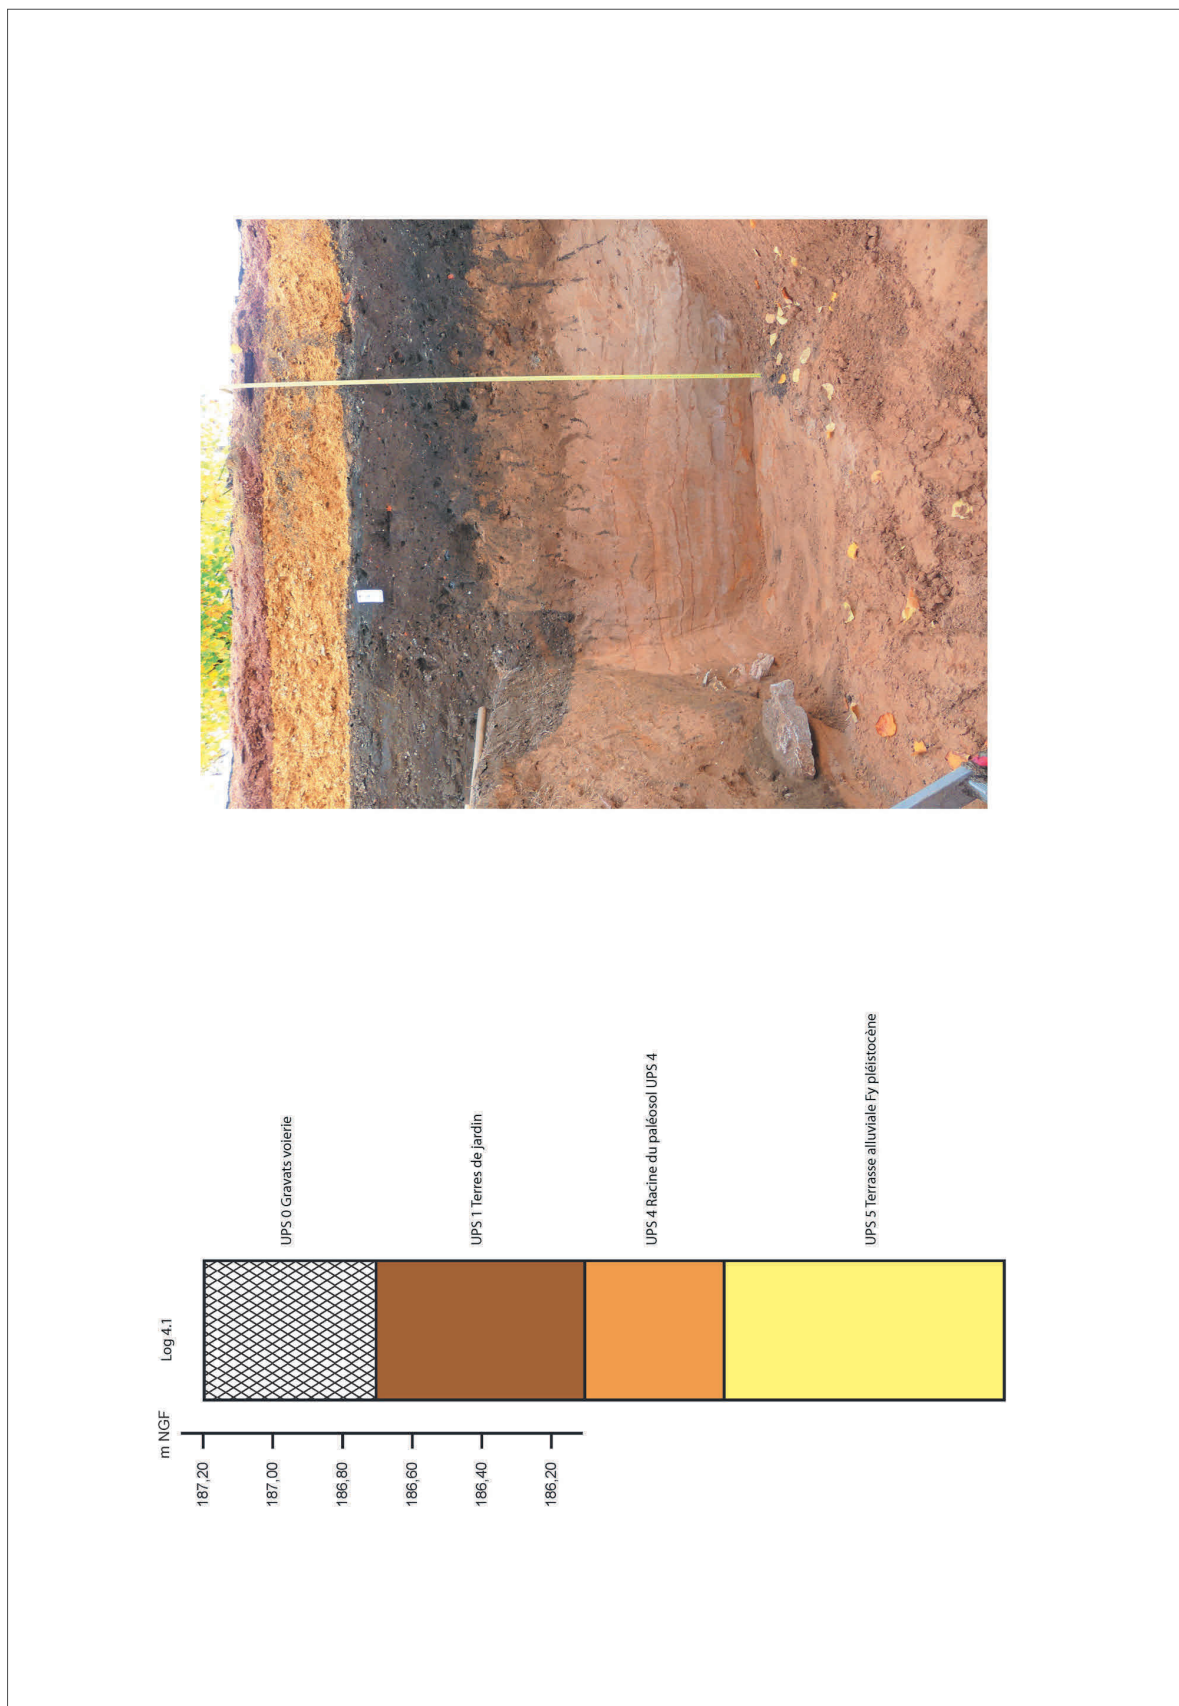 m NGF
Log 4.1
187,20
187,00
186,80
186,60
186,40
186,20
UPS 0 Gravats voierie
UPS 1 Terres de jardin
UPS 4 Racine du paléosol UPS 4
UPS 5 Terrasse alluviale Fy pléistocène